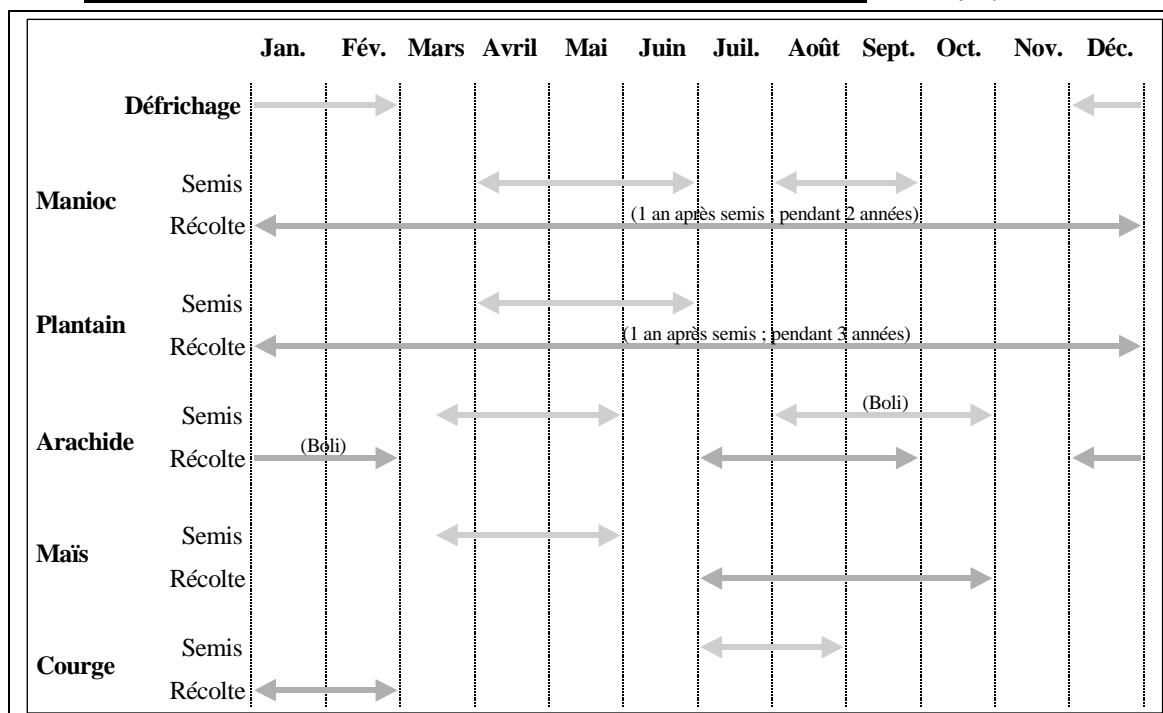 Jan. Fév. Mars Avril Mai Juin Juil. Août Sept. Oct. Nov. Déc.
Défrichage
Manioc
Semis
(1 an après semis ; pendant 2 années)
Récolte
Plantain
Semis
(1 an après semis ; pendant 3 années)
Récolte
Arachide
Semis
(Boli)
Récolte
(Boli)
Maïs
Semis
Récolte
Courge
Semis
Récolte